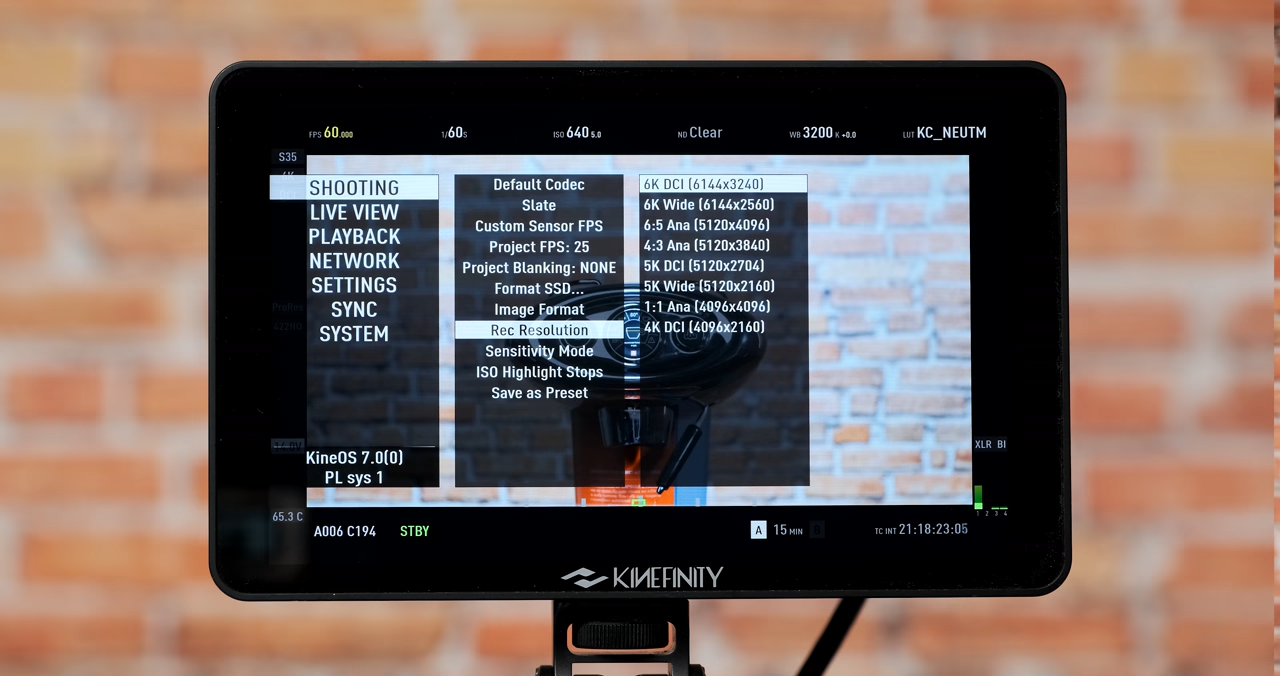 FPS 60.000 1/60S ISO 640 5.0 ND Clear WB 3200 K +0.0 LUT KC_NEUTM
S35
SHOOTING
LIVE VIEW
PLAYBACK
NETWORK
SETTINGS
SYNC
SYSTEM
KineOS 7.0(0)
PL sys 1
Default Codec
Slate
Custom Sensor FPS
Project FPS: 25
Project Blanking: NONE
Format SSD...
Image Format
Rec Resolution
Sensitivity Mode
ISO Highlight Stops
Save as Preset
6K DCI (6144x3240)
6K Wide (6144x2560)
6:5 Ana (5120x4096)
4:3 Ana (5120x3840)
5K DCI (5120x2704)
5K Wide (5120x2160)
1:1 Ana (4096x4096)
4K DCI (4096x2160)
ProRes
XLR BI
1 2 3 4
65.3 C
A006 C194 STBY A 15 MIN B TC INT 21:18:23:05
KINEFINITY